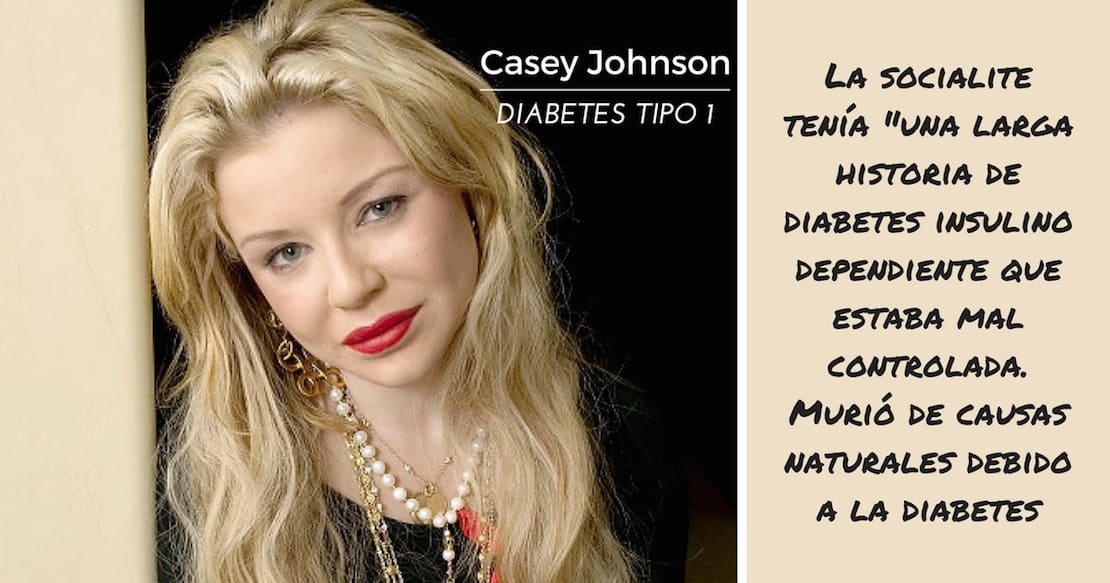 Casey Johnson
DIABETES TIPO 1
LA SOCIALITE
TENÍA "UNA LARGA
HISTORIA DE
DIABETES INSULINO
DEPENDIENTE QUE
ESTABA MAL
CONTROLADA.
MURIÓ DE CAUSAS
NATURALES DEBIDO
A LA DIABETES